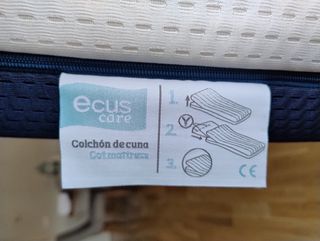 ecus
care
Colchón de cuna
Cot mattress
1.
2.
3.
CE